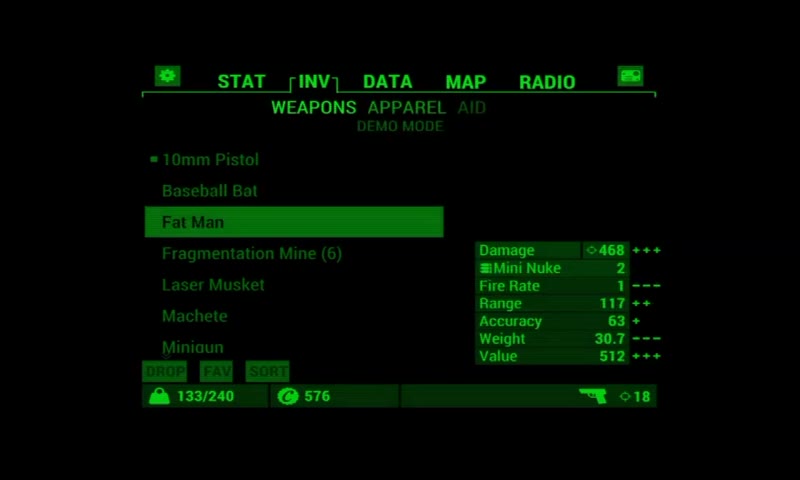 STAT INV DATA MAP RADIO
WEAPONS APPAREL AID
DEMO MODE
10mm Pistol
Baseball Bat
Fat Man
Fragmentation Mine (6)
Laser Musket
Machete
Minigun
Damage 468 +++
Mini Nuke 2
Fire Rate 1 ---
Range 117 ++
Accuracy 63 +
Weight 30.7 ---
Value 512 +++
DROP FAV SORT
133/240 576 18